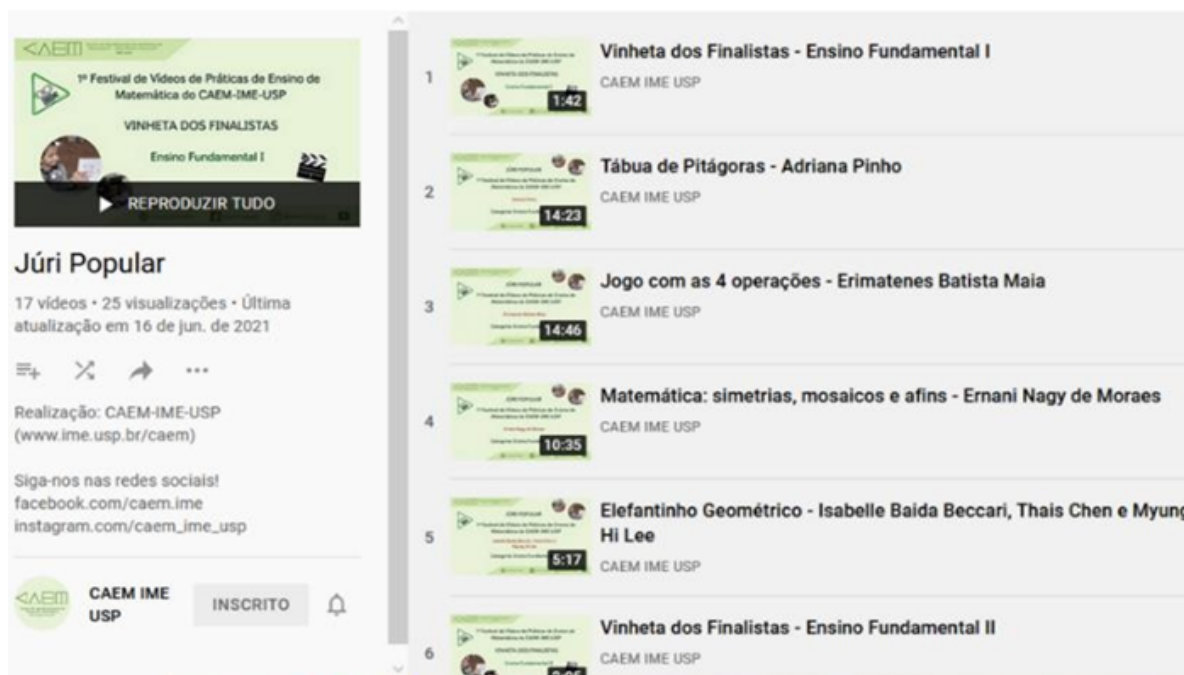 CAEM
1º Festival de Vídeos de Práticas de Ensino de
Matemática do CAEM-IME-USP
VINHETA DOS FINALISTAS
Ensino Fundamental I
REPRODUZIR TUDO
Júri Popular
17 vídeos • 25 visualizações • Última
atualização em 16 de jun. de 2021
Realização: CAEM-IME-USP
(www.ime.usp.br/caem)
Siga-nos nas redes sociais!
facebook.com/caem.ime
instagram.com/caem_ime_usp
CAEM
CAEM IME
USP
INSCRITO
1
1:42
Vinheta dos Finalistas - Ensino Fundamental I
CAEM IME USP
2
14:23
Tábua de Pitágoras - Adriana Pinho
CAEM IME USP
3
14:46
Jogo com as 4 operações - Erimatenes Batista Maia
CAEM IME USP
4
10:35
Matemática: simetrias, mosaicos e afins - Ernani Nagy de Moraes
CAEM IME USP
5
5:17
Elefantinho Geométrico - Isabelle Baida Beccari, Thais Chen e Myung
Hi Lee
CAEM IME USP
6
Vinheta dos Finalistas - Ensino Fundamental II
CAEM IME USP